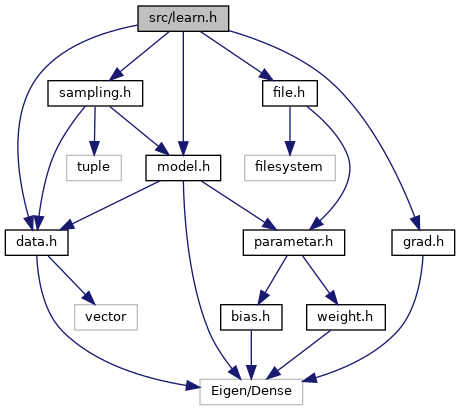 src/learn.h
sampling.h
file.h
tuple
model.h
filesystem
data.h
parametar.h
grad.h
vector
bias.h
weight.h
Eigen/Dense